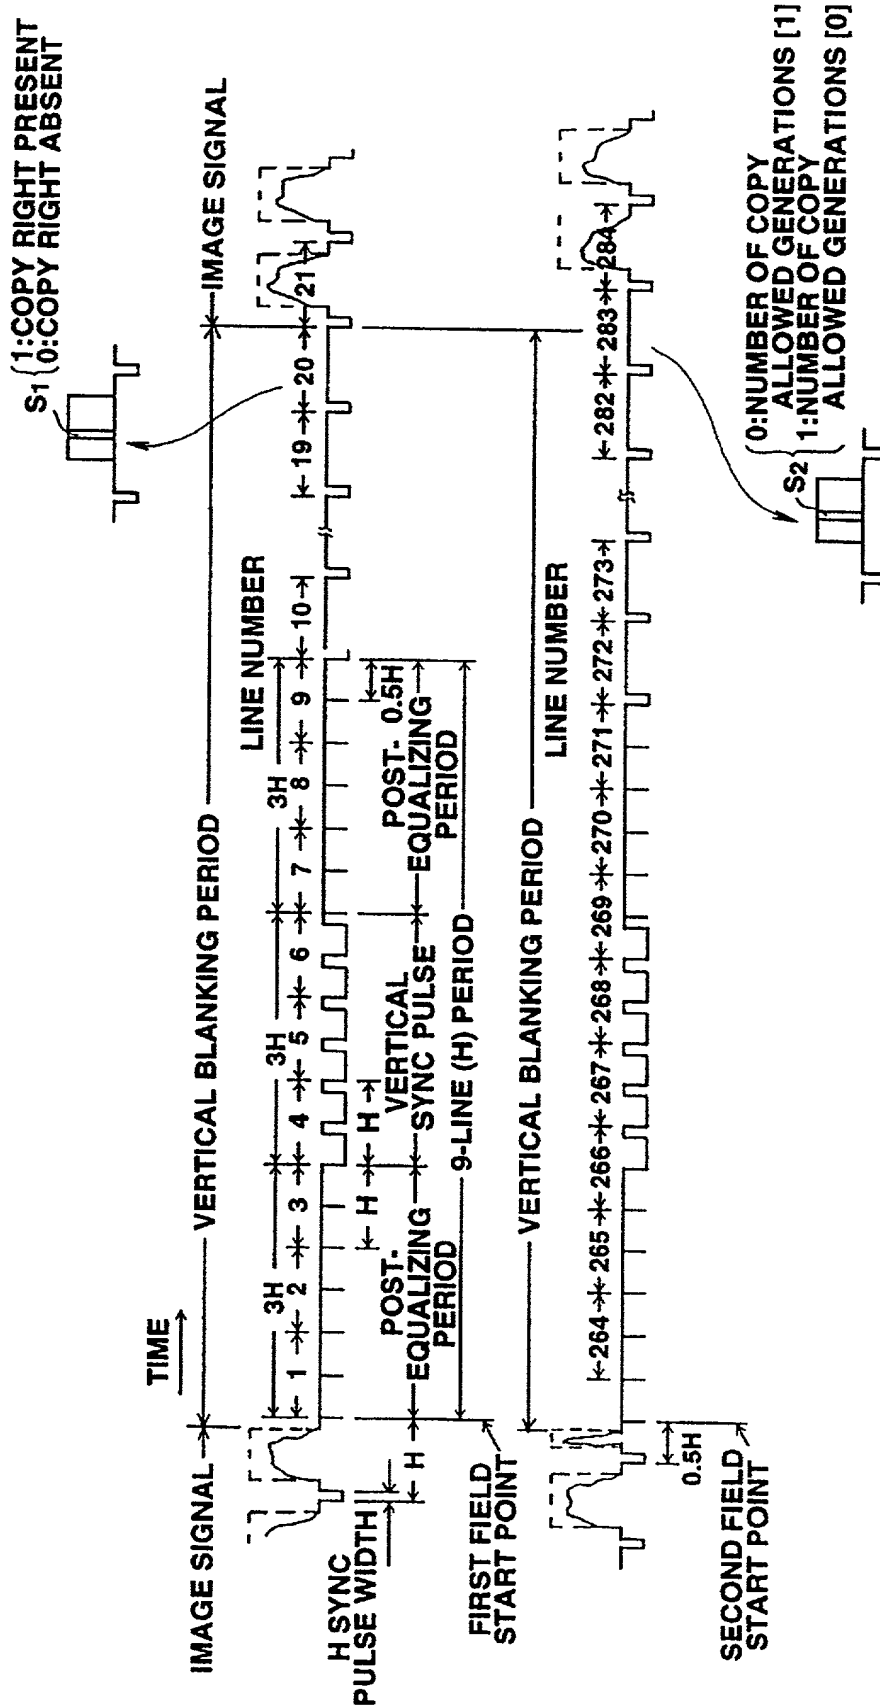 S1
1:COPY RIGHT PRESENT
0:COPY RIGHT ABSENT
TIME
IMAGE SIGNAL
VERTICAL BLANKING PERIOD
IMAGE SIGNAL
LINE NUMBER
3H
3H
3H
1 2 3 4 5 6 7 8 9 10 19 20 21
H SYNC
PULSE WIDTH
H
H
H
0.5H
POST-
EQUALIZING
PERIOD
VERTICAL
SYNC PULSE
POST-
EQUALIZING
PERIOD
9-LINE (H) PERIOD
FIRST FIELD
START POINT
VERTICAL BLANKING PERIOD
LINE NUMBER
264 265 266 267 268 269 270 271 272 273 282 283 284
0.5H
SECOND FIELD
START POINT
S2
0:NUMBER OF COPY
ALLOWED GENERATIONS [1]
1:NUMBER OF COPY
ALLOWED GENERATIONS [0]